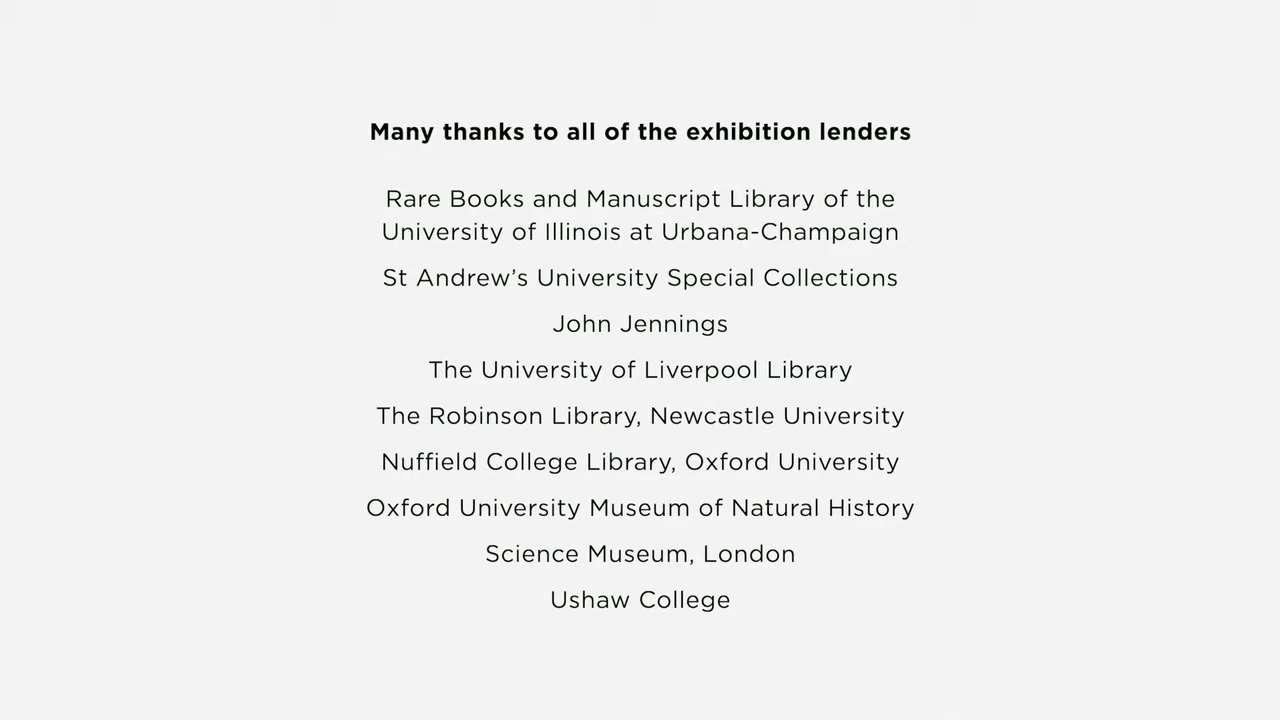 Many thanks to all of the exhibition lenders
Rare Books and Manuscript Library of the
University of Illinois at Urbana-Champaign
St Andrew’s University Special Collections
John Jennings
The University of Liverpool Library
The Robinson Library, Newcastle University
Nuffield College Library, Oxford University
Oxford University Museum of Natural History
Science Museum, London
Ushaw College